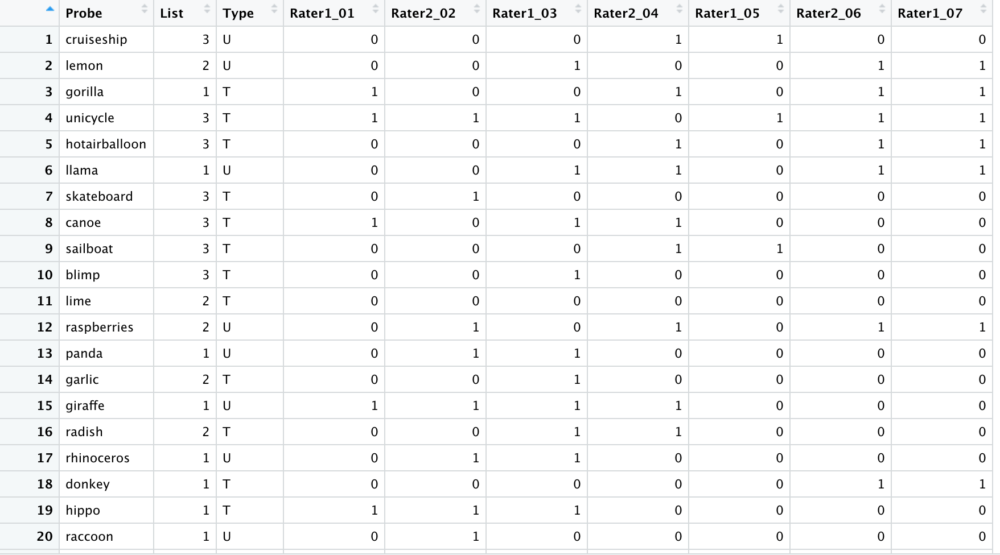 Probe List Type Rater1_01 Rater2_02 Rater1_03 Rater2_04 Rater1_05 Rater2_06 Rater1_07
1 cruiseship 3 U 0 0 0 1 1 0 0
2 lemon 2 U 0 0 1 0 0 1 1
3 gorilla 1 T 1 0 0 1 0 1 1
4 unicycle 3 T 1 1 1 0 1 1 1
5 hotairballoon 3 T 0 0 0 1 0 1 1
6 llama 1 U 0 0 1 1 0 1 1
7 skateboard 3 T 0 1 0 0 0 0 0
8 canoe 3 T 1 0 1 1 0 0 0
9 sailboat 3 T 0 0 0 1 1 0 0
10 blimp 3 T 0 0 1 0 0 0 0
11 lime 2 T 0 0 0 0 0 0 0
12 raspberries 2 U 0 1 0 1 0 1 1
13 panda 1 U 0 1 1 0 0 0 0
14 garlic 2 T 0 0 1 0 0 0 0
15 giraffe 1 U 1 1 1 1 0 0 0
16 radish 2 T 0 0 1 1 0 0 0
17 rhinoceros 1 U 0 1 1 0 0 0 0
18 donkey 1 T 0 0 0 0 0 1 1
19 hippo 1 T 1 1 1 0 0 0 0
20 raccoon 1 U 0 1 0 0 0 0 0